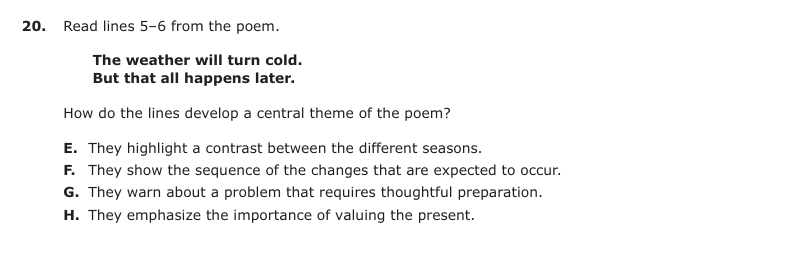 20. Read lines 5–6 from the poem.
The weather will turn cold.
But that all happens later.
How do the lines develop a central theme of the poem?
E. They highlight a contrast between the different seasons.
F. They show the sequence of the changes that are expected to occur.
G. They warn about a problem that requires thoughtful preparation.
H. They emphasize the importance of valuing the present.